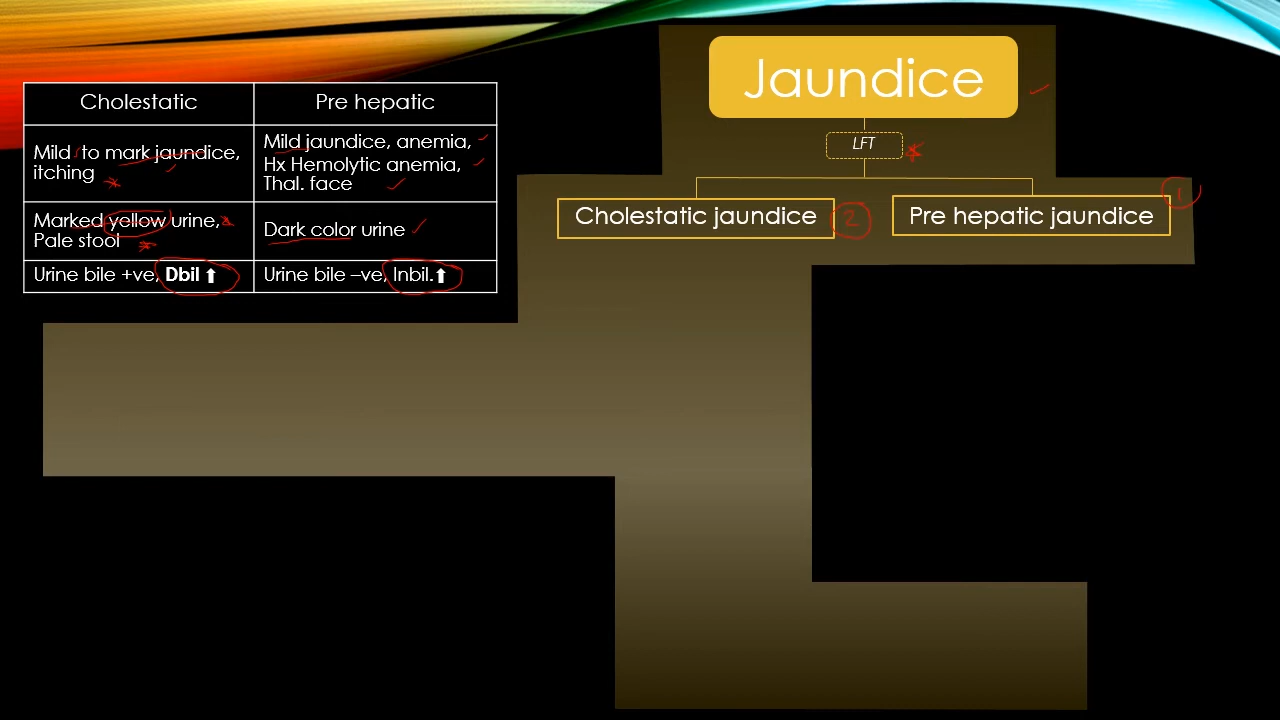 Jaundice
LFT
Cholestatic jaundice
2
Pre hepatic jaundice
1
Cholestatic
Pre hepatic
Mild to mark jaundice,
itching
Mild jaundice, anemia,
Hx Hemolytic anemia,
Thal. face
Marked yellow urine,
Pale stool
Dark color urine
Urine bile +ve, Dbil ⬆
Urine bile –ve, Inbil.⬆